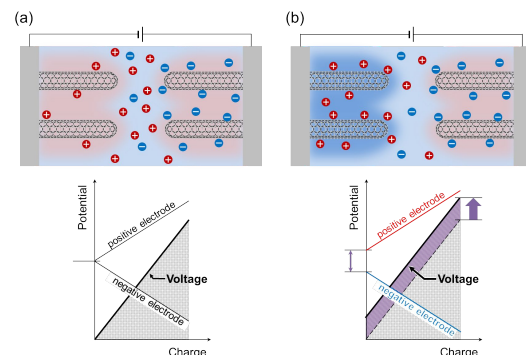 (a)
(b)
Potential
positive electrode
Voltage
negative electrode
Charge
Potential
positive electrode
Voltage
negative electrode
Charge